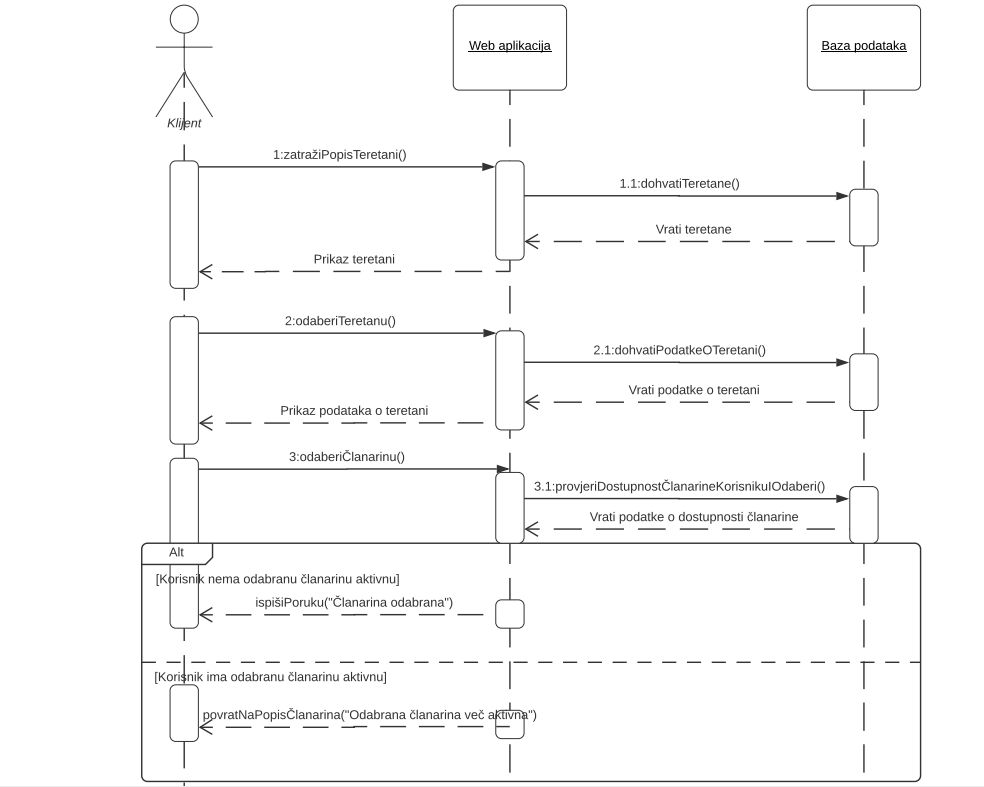 Web aplikacija
Baza podataka
Klijent
1:zatražiPopisTeretani()
1.1:dohvatiTeretane()
Vrati teretane
Prikaz teretani
2:odaberiTeretanu()
2.1:dohvatiPodatkeOTeretani()
Vrati podatke o teretani
Prikaz podataka o teretani
3:odaberiČlanarinu()
3.1:provjeriDostupnostČlanarineKorisnikuIOdaberi()
Vrati podatke o dostupnosti članarine
Alt
[Korisnik nema odabranu članarinu aktivnu]
ispišiPoruku("Članarina odabrana")
[Korisnik ima odabranu članarinu aktivnu]
povratNaPopisČlanarina("Odabrana članarina več aktivna")